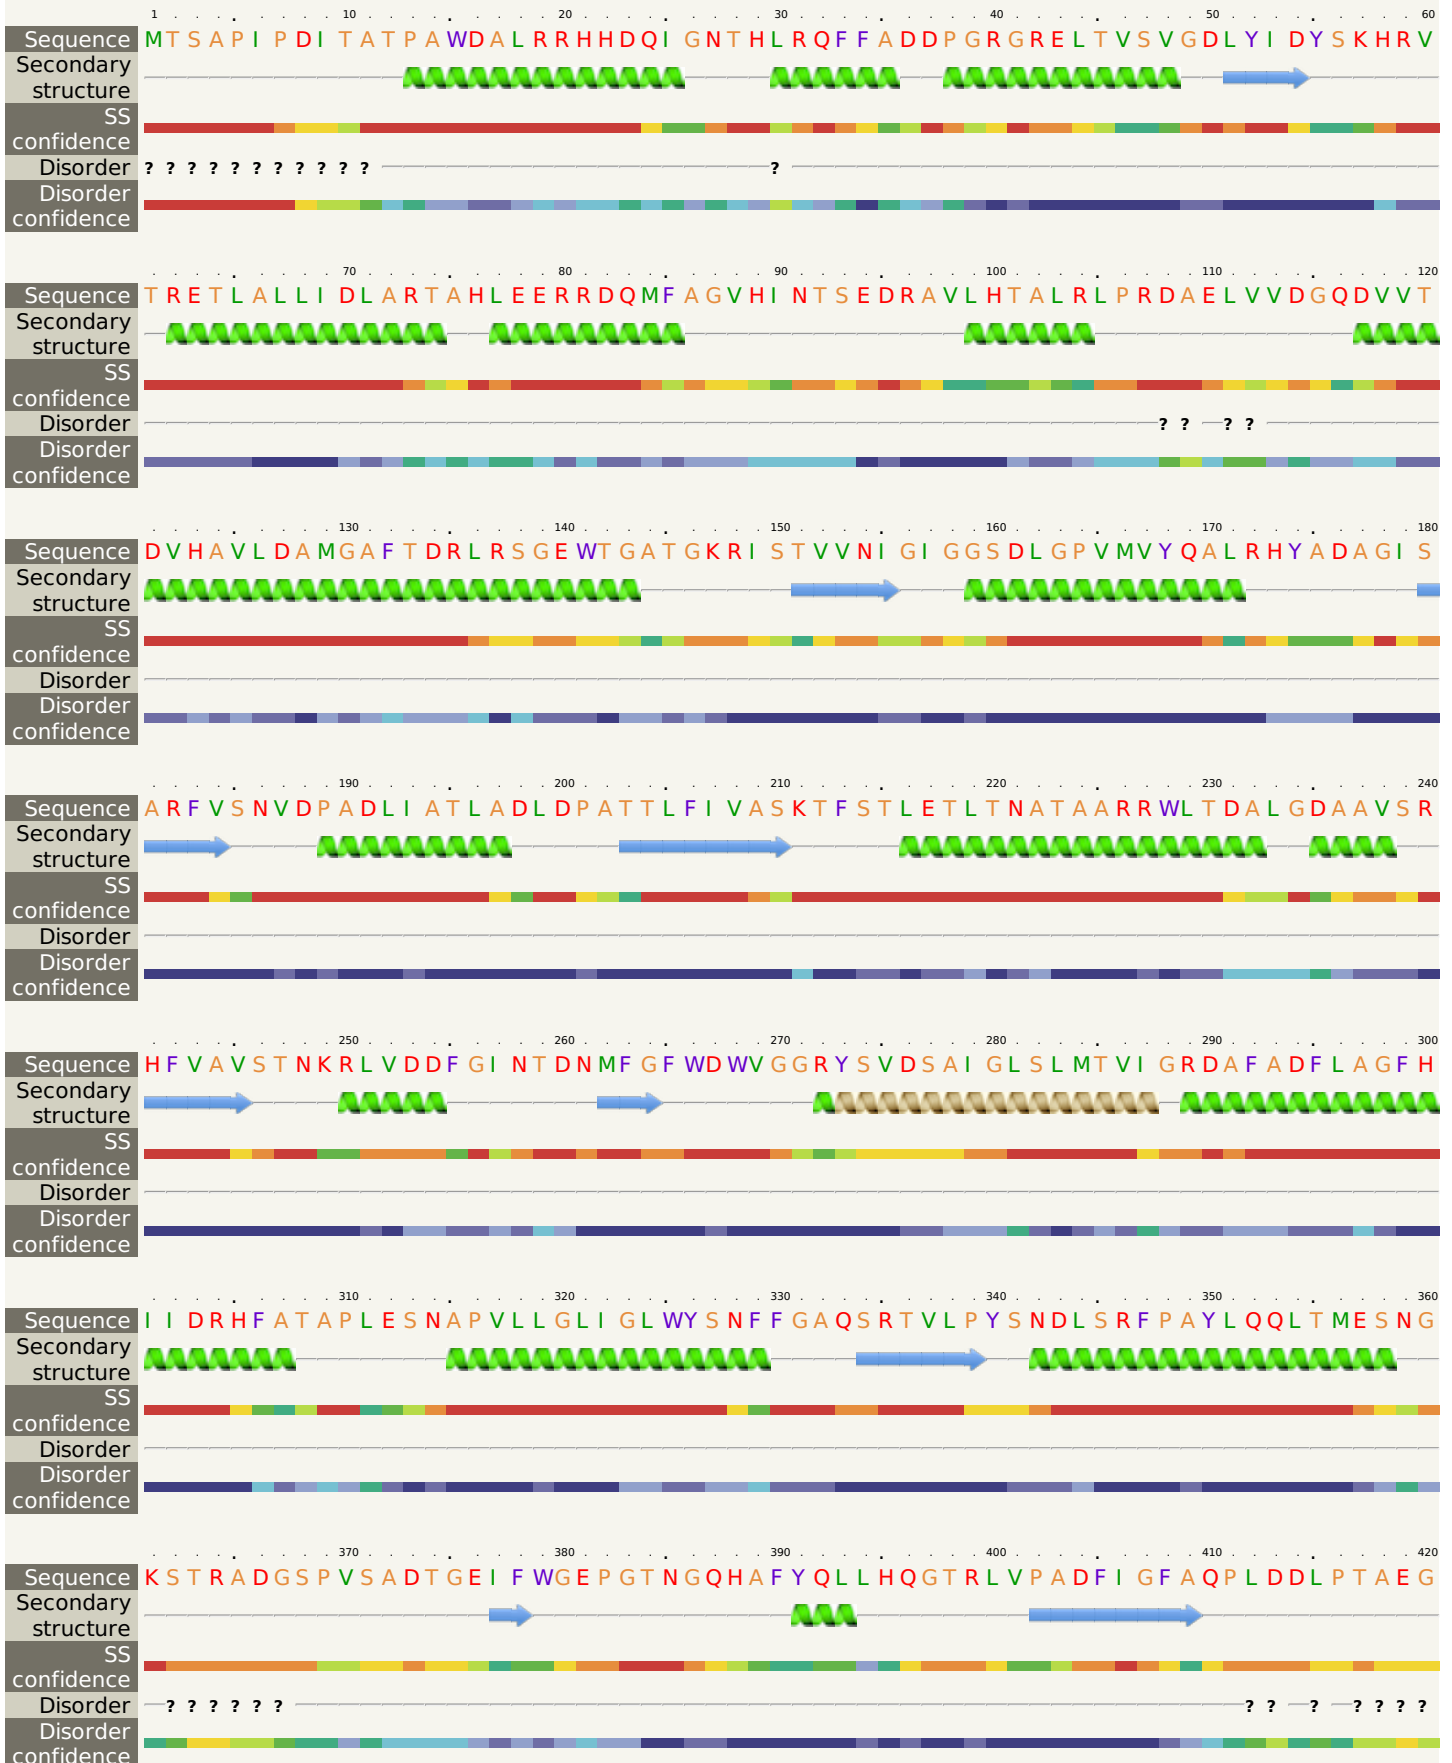 1 10 20 30 40 50 60
Sequence MTSAPIPDITATPAWDALRRHHDQIGNTHLRQFFADDPGRGRELTVSVGDLYIDYSKHRV
Secondary
structure
SS
confidence
Disorder ? ? ? ? ? ? ? ? ? ? ? ?
Disorder
confidence
70 80 90 100 110 120
Sequence TRETLALLIDLARTAHLEERRDQMFAGVHINTSEDRAVLHTALRLPRDAELVVDGQDVVT
Secondary
structure
SS
confidence
Disorder ? ? ? ?
Disorder
confidence
130 140 150 160 170 180
Sequence DVHAVLDAMGAFTDRLRSGEWTGATGKRISTVVNIGIGGSDLGPVMVYQALRHYADAGIS
Secondary
structure
SS
confidence
Disorder
Disorder
confidence
190 200 210 220 230 240
Sequence ARFVSNVDPADLIATLADLDPATTLFIVASKTFSTLETLTNATAARRWLTDALGDAAVSR
Secondary
structure
SS
confidence
Disorder
Disorder
confidence
250 260 270 280 290 300
Sequence HFVAVSTNKRLVDDFGINTDNMFGFWDWVGGRYSVDSAIGLSLMTVIGRDAFADFLAGFH
Secondary
structure
SS
confidence
Disorder
Disorder
confidence
310 320 330 340 350 360
Sequence IIDRHFATAPLESNAPVLLGLIGLWYSNFFGAQSRTVLPYSNDLSRFPAYLQQLTMESNG
Secondary
structure
SS
confidence
Disorder
Disorder
confidence
370 380 390 400 410 420
Sequence KSTRADGSPVSADTGEIFWGEPGTNGQHAFYQLLHQGTRLVPADFIGFAQPLDDLPTAEG
Secondary
structure
SS
confidence
Disorder ? ? ? ? ? ? ? ? ? ? ? ? ?
Disorder
confidence